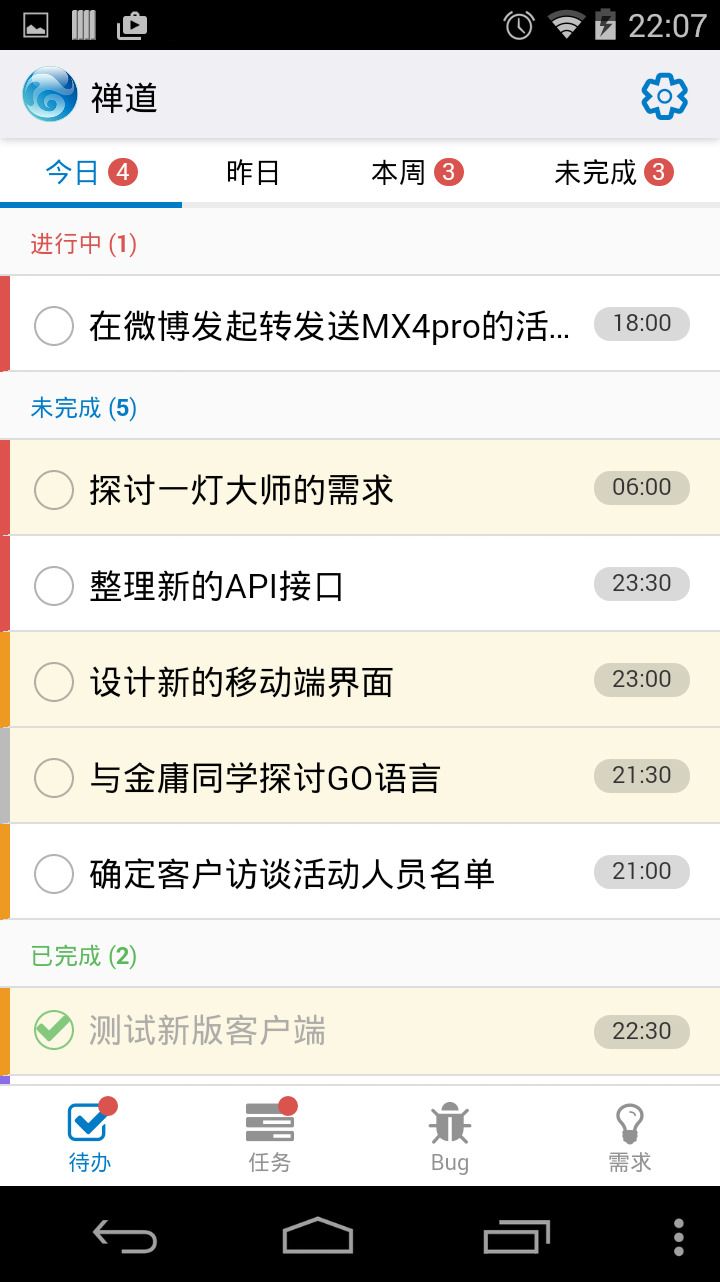 22:07
禅道
今日 4 昨日 本周 3 未完成 3
进行中 (1)
在微博发起转发送MX4pro的活... 18:00
未完成 (5)
探讨一灯大师的需求 06:00
整理新的API接口 23:30
设计新的移动端界面 23:00
与金庸同学探讨GO语言 21:30
确定客户访谈活动人员名单 21:00
已完成 (2)
测试新版客户端 22:30
待办 任务 Bug 需求